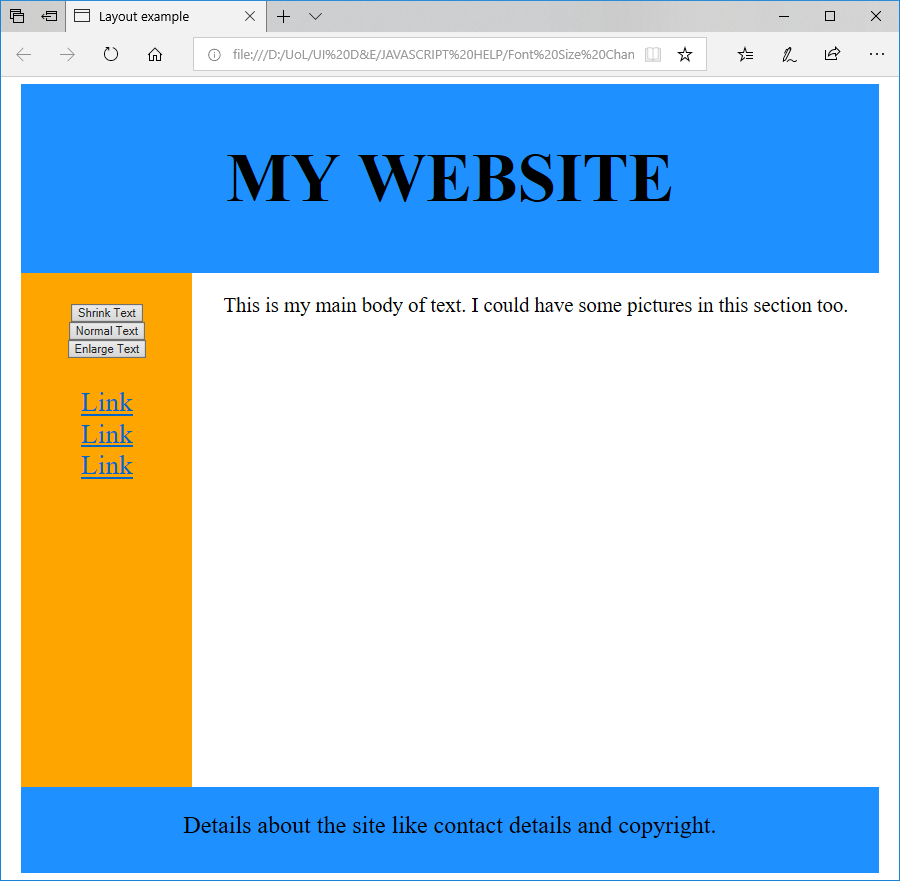 Layout example
file:///D:/UoL/UI%20D&E/JAVASCRIPT%20HELP/Font%20Size%20Chan
MY WEBSITE
Shrink Text
Normal Text
Enlarge Text
Link
Link
Link
This is my main body of text. I could have some pictures in this section too.
Details about the site like contact details and copyright.